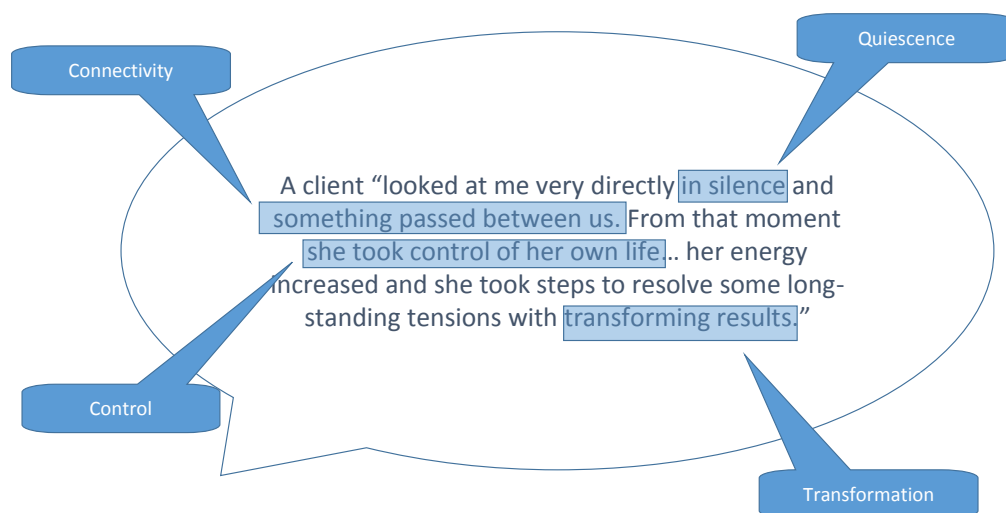 Quiescence
Connectivity
A client “looked at me very directly in silence and
something passed between us. From that moment
she took control of her own life… her energy
increased and she took steps to resolve some long-
standing tensions with transforming results.”
Control
Transformation